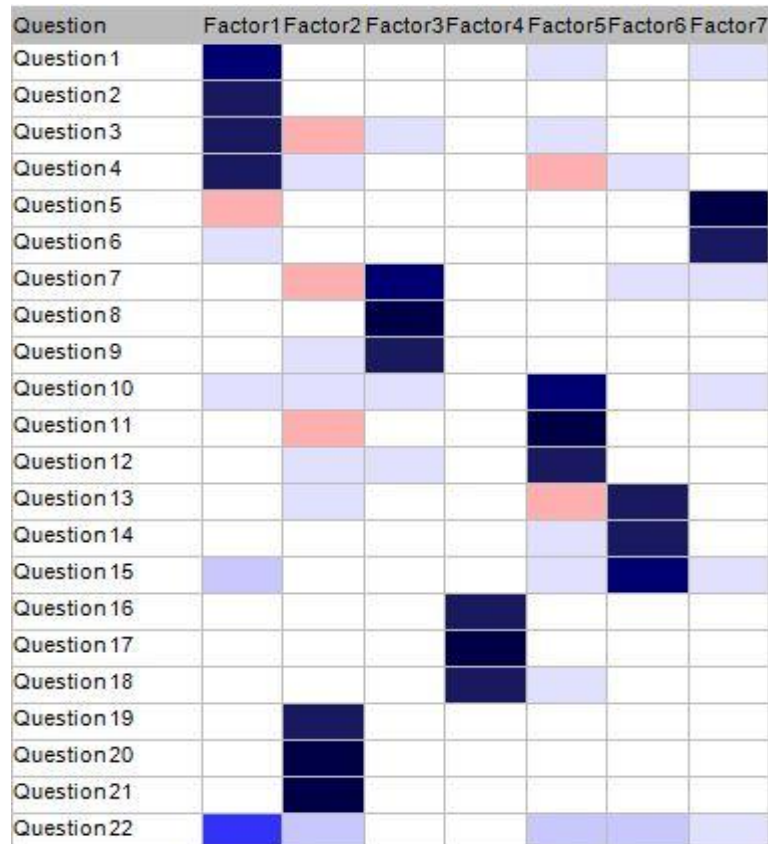 Question Factor1 Factor2 Factor3 Factor4 Factor5 Factor6 Factor7
Question 1
Question 2
Question 3
Question 4
Question 5
Question 6
Question 7
Question 8
Question 9
Question 10
Question 11
Question 12
Question 13
Question 14
Question 15
Question 16
Question 17
Question 18
Question 19
Question 20
Question 21
Question 22